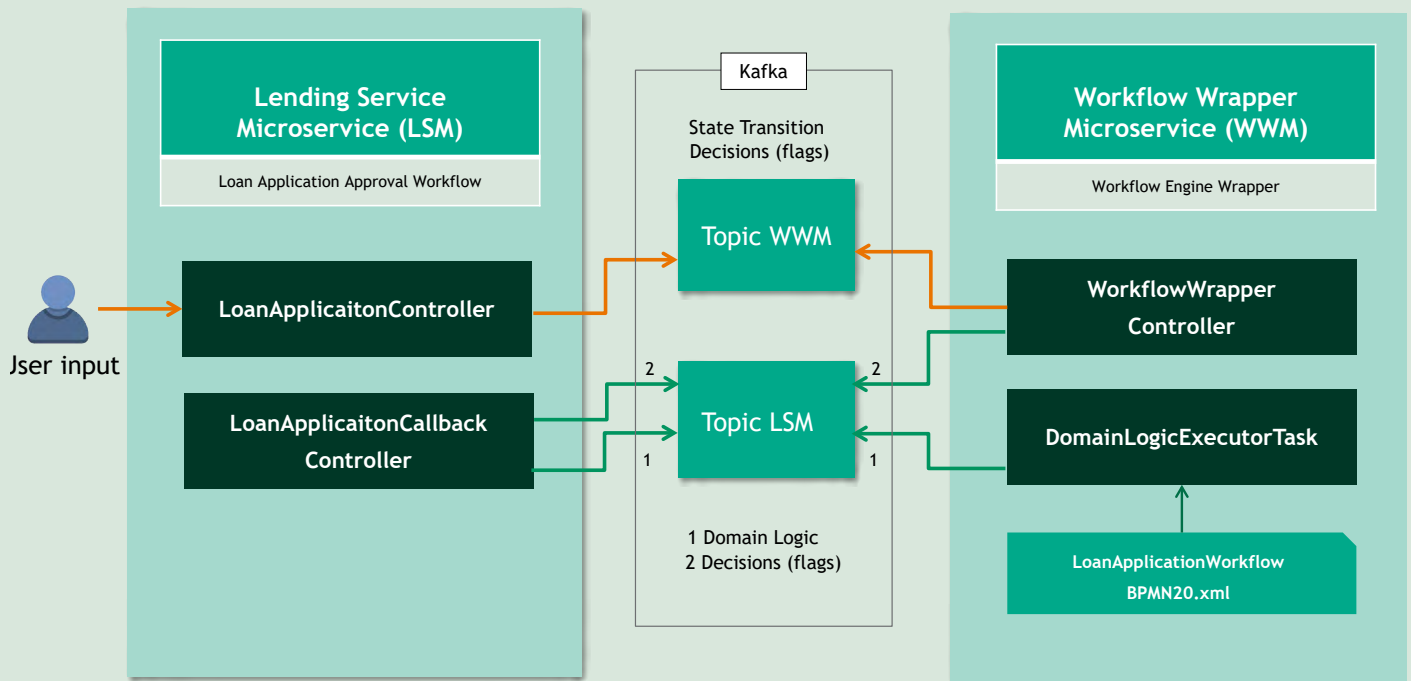 Lending Service
Microservice (LSM)
Loan Application Approval Workflow
LoanApplicaitonController
Jser input
LoanApplicaitonCallback
Controller
Kafka
State Transition
Decisions (flags)
Topic WWM
2
2
Topic LSM
1
1
1 Domain Logic
2 Decisions (flags)
Workflow Wrapper
Microservice (WWM)
Workflow Engine Wrapper
WorkflowWrapper
Controller
DomainLogicExecutorTask
LoanApplicationWorkflow
BPMN20.xml